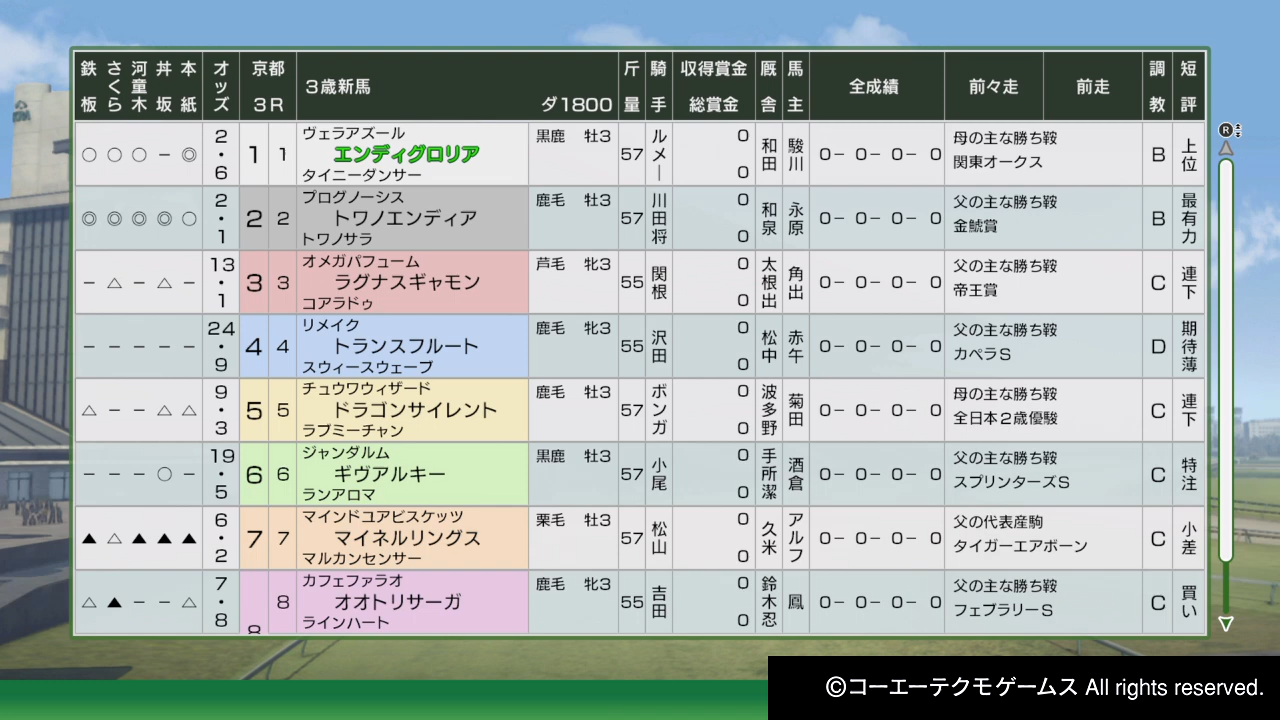 鉄板 さくら 河童木 丼坂 本紙 オッズ 京都 3R 3歳新馬 ダ1800 斤量 騎手 収得賞金 総賞金 厩舎 馬主 全成績 前々走 前走 調教 短評
○ ○ ○ － ◎ 2・6 1 1 ヴェラアズール 黒鹿 牡3 57 ルメー 0 和田 駿川 0－ 0－ 0－ 0 母の主な勝ち鞍 B 上位
エンディグロリア 関東オークス
タイニーダンサー 0
◎ ◎ ◎ ◎ ○ 2・1 2 2 プログノーシス 鹿毛 牡3 57 川田将 0 和泉 永原 0－ 0－ 0－ 0 父の主な勝ち鞍 B 最有力
トワノエンディア 金鯱賞
トワノサラ 0
－ △ － △ － 13・1 3 3 オメガパフューム 芦毛 牝3 55 関根 0 太根出 角出 0－ 0－ 0－ 0 父の主な勝ち鞍 C 連下
ラグナスギャモン 帝王賞
コアラドゥ 0
－ － － － － 24・9 4 4 リメイク 鹿毛 牝3 55 沢田 0 松中 赤午 0－ 0－ 0－ 0 父の主な勝ち鞍 D 期待薄
トランスフルート カペラS
スウィースウェープ 0
△ － － △ △ 9・3 5 5 チュウワウィザード 鹿毛 牡3 57 ボンガ 0 波多野 菊田 0－ 0－ 0－ 0 母の主な勝ち鞍 C 連下
ドラゴンサイレント 全日本2歳優駿
ラブミーチャン 0
－ － － ○ － 19・5 6 6 ジャンダルム 黒鹿 牡3 57 小尾 0 手所潔 酒倉 0－ 0－ 0－ 0 父の主な勝ち鞍 C 特注
ギヴアルキー スプリンターズS
ランアロマ 0
▲ △ ▲ ▲ ▲ 6・2 7 7 マインドユアビスケッツ 栗毛 牡3 57 松山 0 久米 アルフ 0－ 0－ 0－ 0 父の代表産駒 C 小差
マイネルリングス タイガーエアボーン
マルカンセンサー 0
△ ▲ － － △ 7・8 8 8 カフェファラオ 鹿毛 牝3 55 吉田 0 鈴木忍 鳳 0－ 0－ 0－ 0 父の主な勝ち鞍 C 買い
オオトリサーガ フェブラリーS
ラインハート 0
R
©コーエーテクモゲームス All rights reserved.